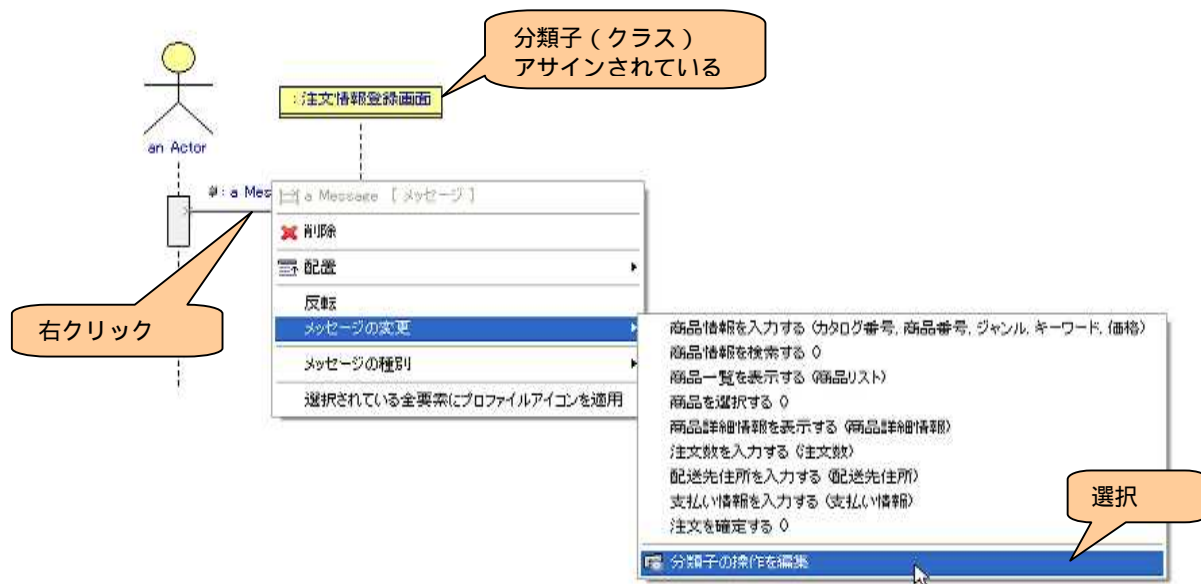 分類子（クラス）
アサインされている
：注文情報登録画面
an Actor
#: a Mes
a Message 【 メッセージ 】
削除
配置
反転
メッセージの変更
メッセージの種別
選択されている全要素にプロファイルアイコンを適用
右クリック
商品情報を入力する (カタログ番号, 商品番号, ジャンル, キーワード, 価格)
商品情報を検索する ()
商品一覧を表示する (商品リスト)
商品を選択する ()
商品詳細情報を表示する (商品詳細情報)
注文数を入力する (注文数)
配送先住所を入力する (配送先住所)
支払い情報を入力する (支払い情報)
注文を確定する ()
選択
分類子の操作を編集